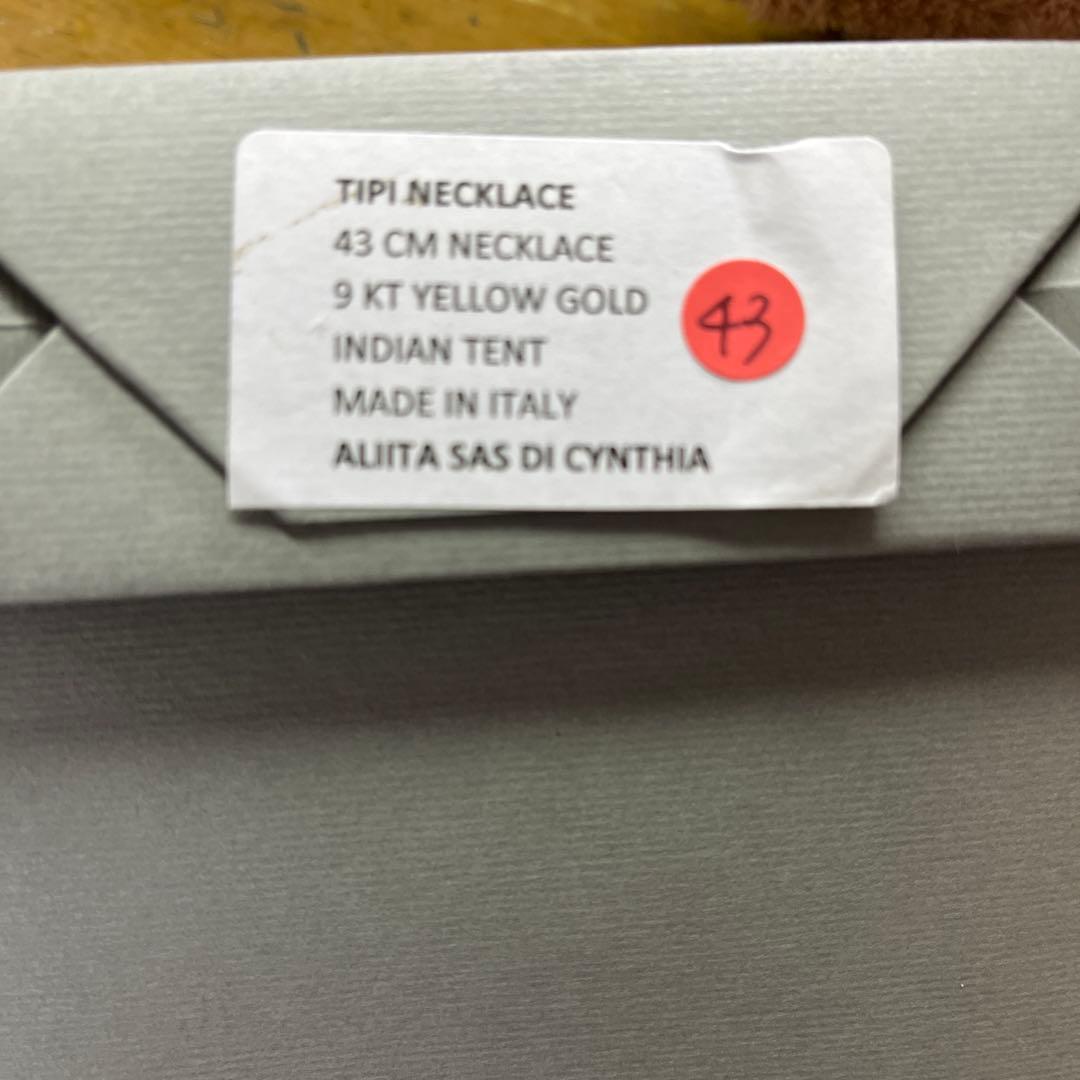 TIPI NECKLACE
43 CM NECKLACE
9 KT YELLOW GOLD
43
INDIAN TENT
MADE IN ITALY
ALIITA SAS DI CYNTHIA